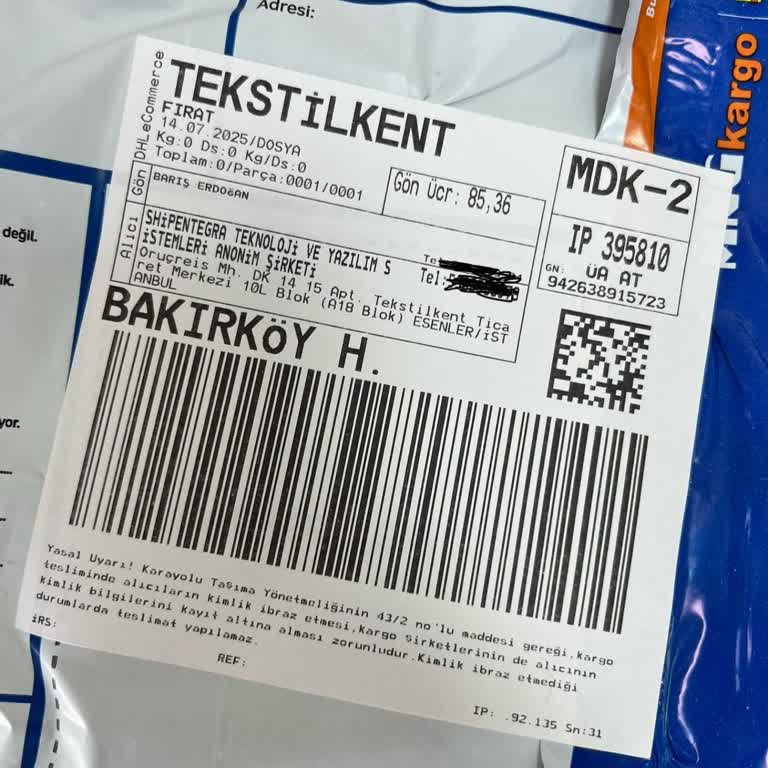 Adresi:
DHLeCommerce
TEKSTİLKENT
FIRAT
14.07.2025/DOSYA
Kg:0 Ds:0 Kg/Ds:0
Toplam:0/Parça:0001/0001
Gön Ücr: 85,36
MDK-2
IP 395810
GN: ÜA AT
942638915723
Gön
BARIŞ ERDOĞAN
Alıcı
SHİPENTEGRA TEKNOLOJİ VE YAZILIM S
İSTEMLERİ ANONİM ŞİRKETİ
Tel:
Oruçreis Mh. DK 14 15 Apt. Tekstilkent Tica
ret Merkezi 10L Blok (A18 Blok) ESENLER/İST
ANBUL
BAKIRKÖY H.
Yasal Uyarı! Karayolu Taşıma Yönetmeliğinin 43/2 no'lu maddesi gereği,kargo
tesliminde alıcıların kimlik ibraz etmesi,kargo Şirketlerinin de alıcının
kimlik bilgilerini kayıt altına alması zorunludur.Kimlik ibraz etmediği
durumlarda teslimat yapılamaz.
İRS:
REF:
IP: .92.135 Sn:31
değil.
ik.
yor.
MNG kargo